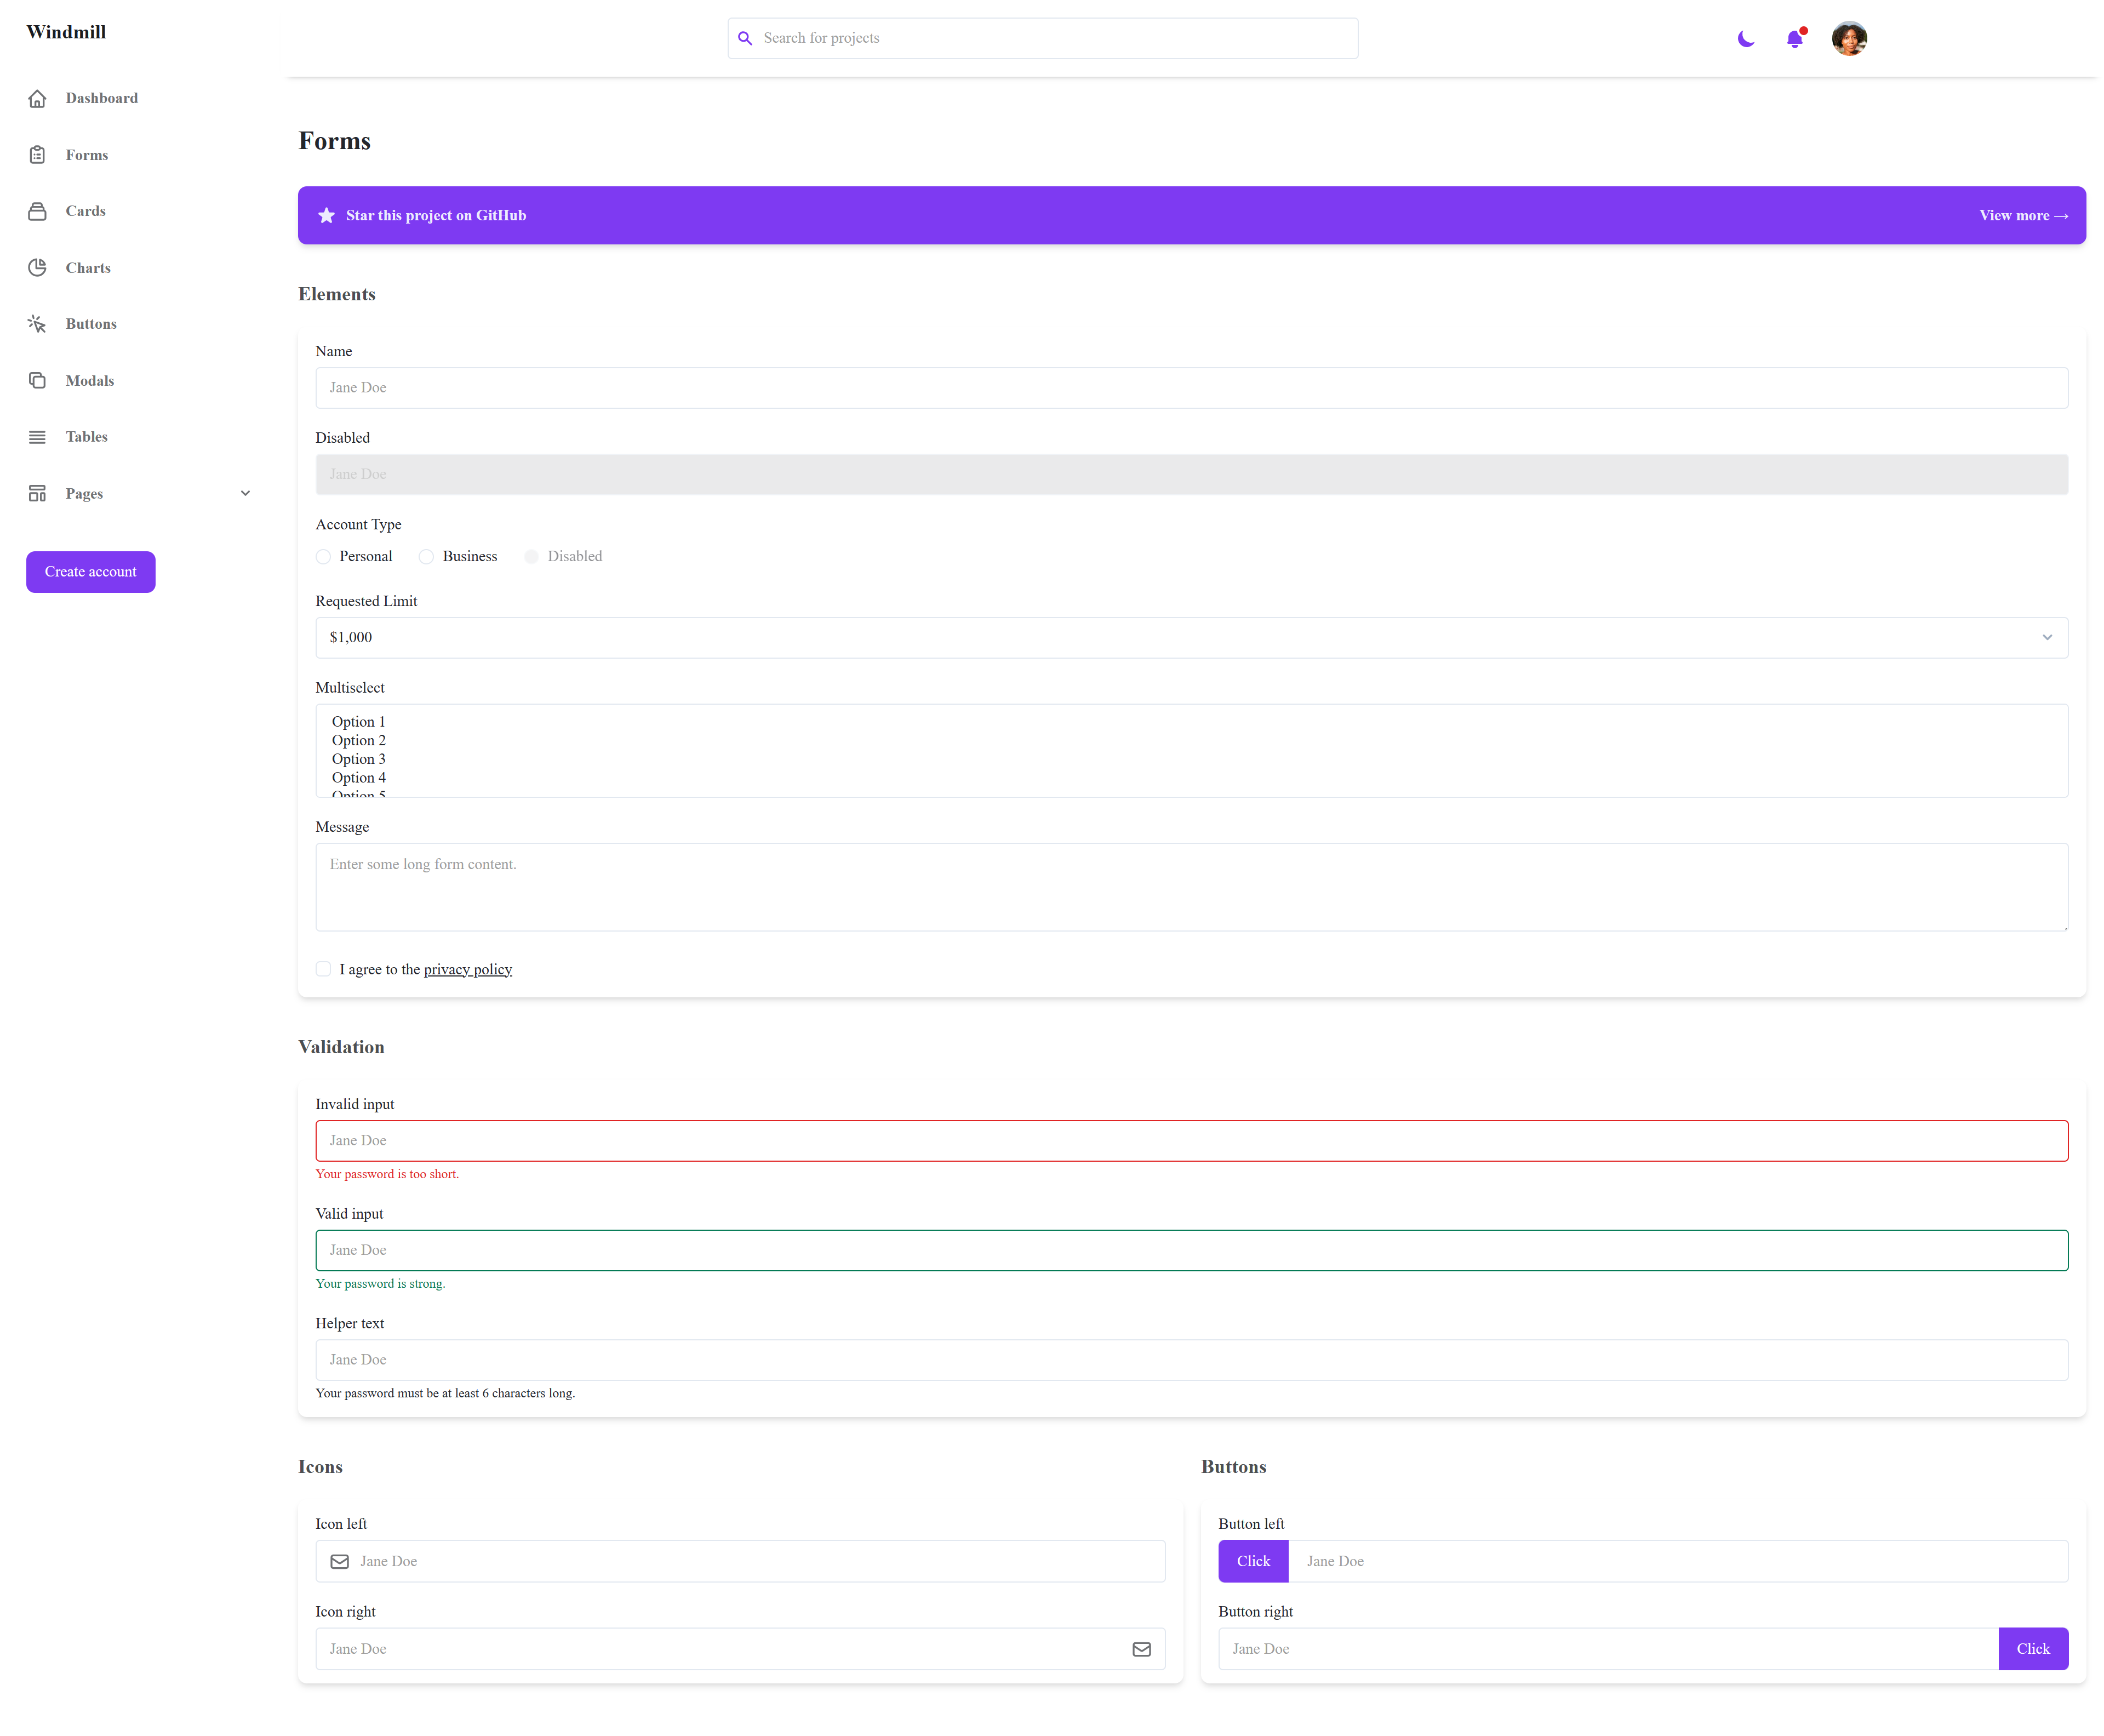 Windmill
Search for projects
Dashboard
Forms
Cards
Charts
Buttons
Modals
Tables
Pages
Create account
Forms
Star this project on GitHub
View more →
Elements
Name
Jane Doe
Disabled
Jane Doe
Account Type
Personal
Business
Disabled
Requested Limit
$1,000
Multiselect
Option 1
Option 2
Option 3
Option 4
Option 5
Message
Enter some long form content.
I agree to the privacy policy
Validation
Invalid input
Jane Doe
Your password is too short.
Valid input
Jane Doe
Your password is strong.
Helper text
Jane Doe
Your password must be at least 6 characters long.
Icons
Icon left
Jane Doe
Icon right
Jane Doe
Buttons
Button left
Click
Jane Doe
Button right
Jane Doe
Click